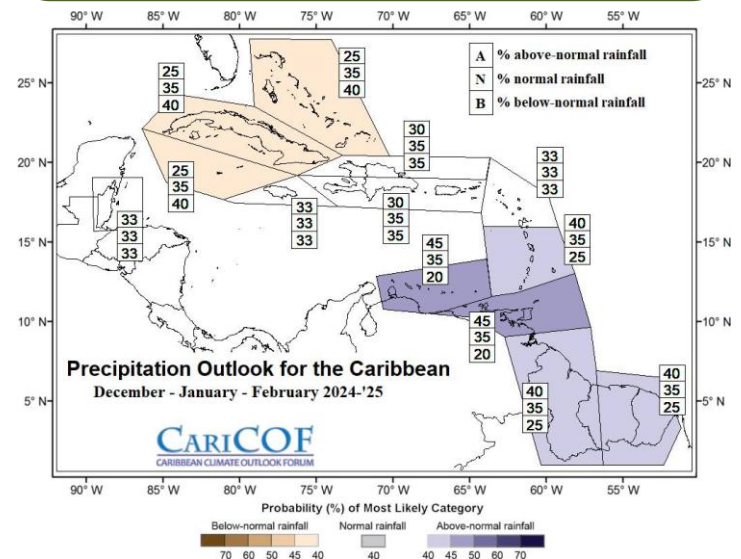 90° W 85° W 80° W 75° W 70° W 65° W 60° W 55° W
25° N
20° N
15° N
10° N
5° N
A % above-normal rainfall
N % normal rainfall
B % below-normal rainfall
25
35
40
25
35
40
30
35
35
25
35
40
33
33
33
33
33
33
33
33
33
30
35
35
40
35
25
45
35
20
45
35
20
40
35
25
40
35
25
25° N
20° N
15° N
10° N
5° N
Precipitation Outlook for the Caribbean
December - January - February 2024-'25
CARICOF
CARIBBEAN CLIMATE OUTLOOK FORUM
90° W 85° W 80° W 75° W 70° W 65° W 60° W 55° W
Probability (%) of Most Likely Category
Below-normal rainfall Normal rainfall Above-normal rainfall
70 60 50 45 40 40 40 45 50 60 70